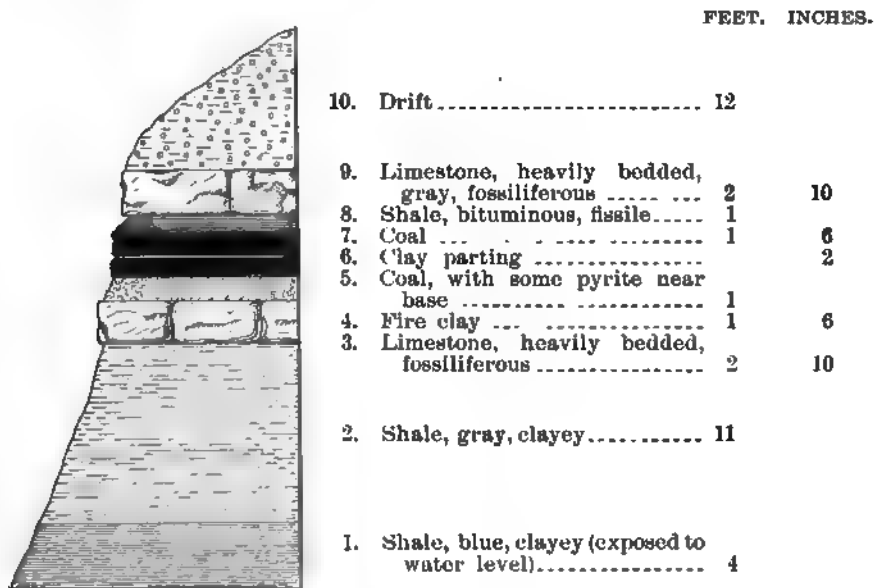 FEET. INCHES.
10. Drift........................... 12
9. Limestone, heavily bedded,
gray, fossiliferous ..... ... 2 10
8. Shale, bituminous, fissile..... 1
7. Coal ... . . .... ......... 1 6
6. Clay parting .................
5. Coal, with some pyrite near 2
base .......... ............ 1
4. Fire clay ... ................ 1 6
3. Limestone, heavily bedded,
fossiliferous ................. 2 10
2. Shale, gray, clayey............ 11
1. Shale, blue, clayey (exposed to
water level)................. 4